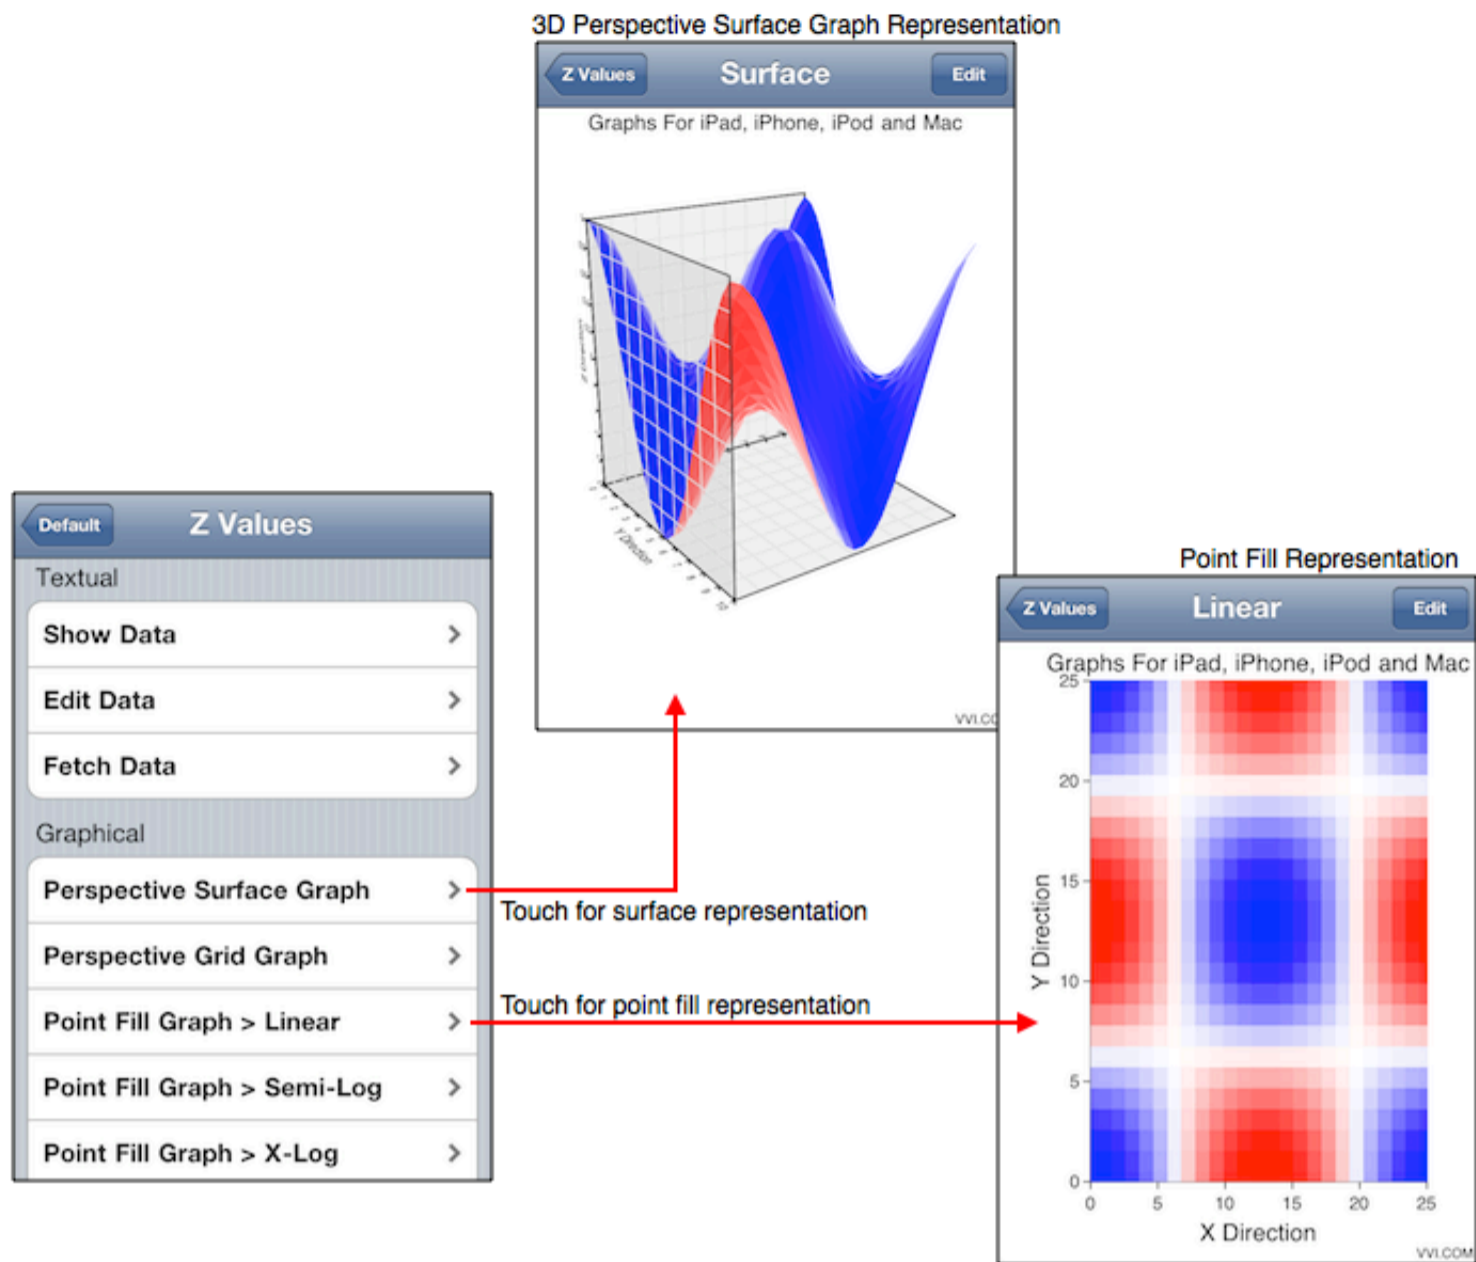 3D Perspective Surface Graph Representation
Z Values
Surface
Edit
Graphs For iPad, iPhone, iPod and Mac
Y Direction
10
VVI.CO
Default
Z Values
Textual
Show Data
Edit Data
Fetch Data
Graphical
Perspective Surface Graph
Perspective Grid Graph
Point Fill Graph > Linear
Point Fill Graph > Semi-Log
Point Fill Graph > X-Log
Touch for surface representation
Touch for point fill representation
Point Fill Representation
Z Values
Linear
Edit
Graphs For iPad, iPhone, iPod and Mac
25
20
15
10
5
0
Y Direction
0 5 10 15 20 25
X Direction
VVI.COM